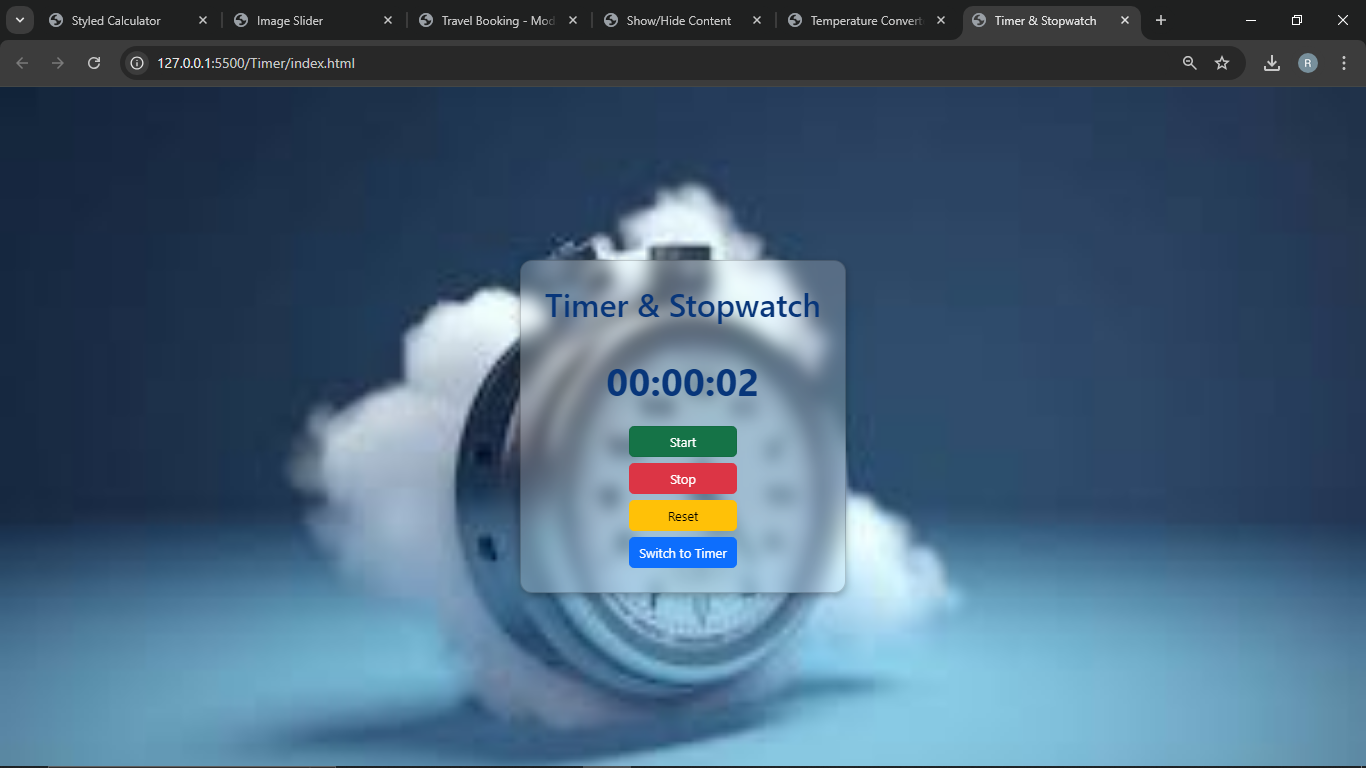 Styled Calculator
Image Slider
Travel Booking - Mod
Show/Hide Content
Temperature Convert
Timer & Stopwatch
127.0.0.1:5500/Timer/index.html
R
Timer & Stopwatch
00:00:02
Start
Stop
Reset
Switch to Timer